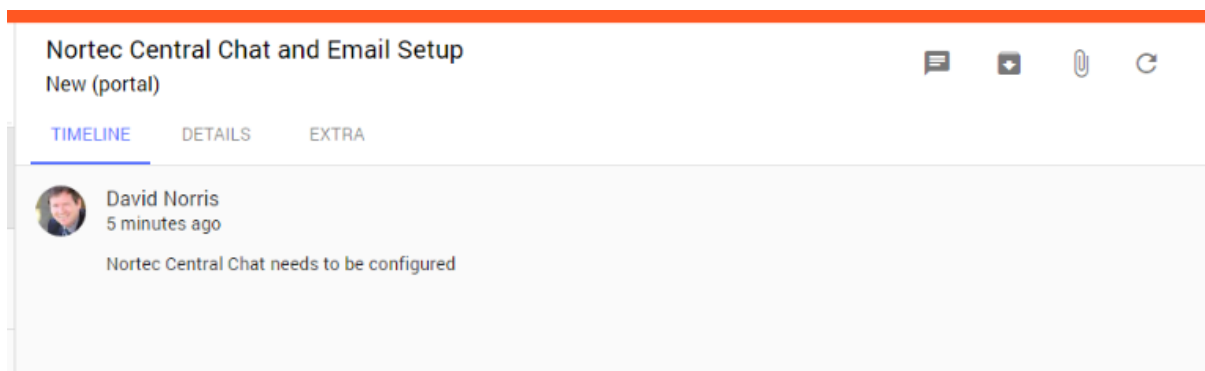 Nortec Central Chat and Email Setup
New (portal)
TIMELINE DETAILS EXTRA
David Norris
5 minutes ago
Nortec Central Chat needs to be configured